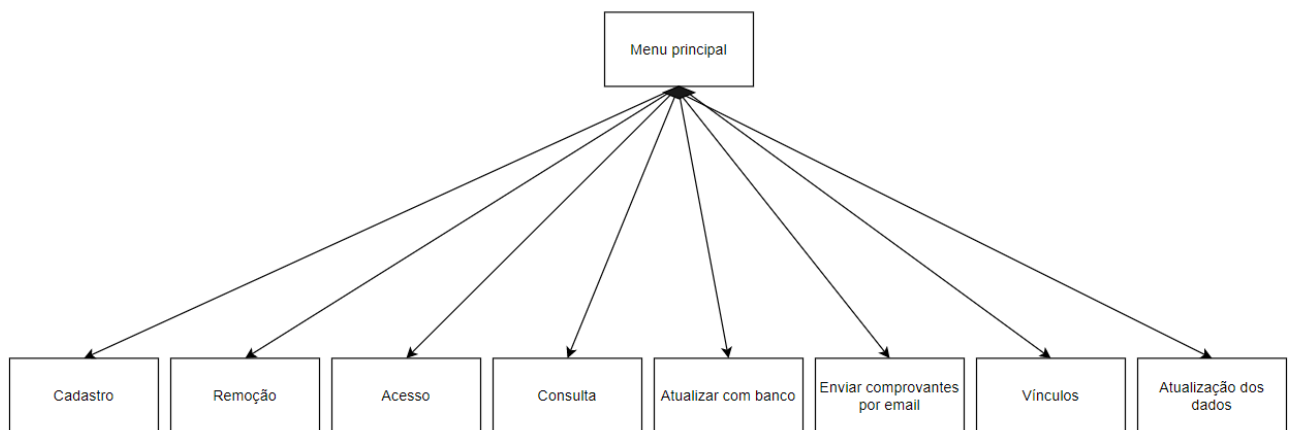 Menu principal
Cadastro
Remoção
Acesso
Consulta
Atualizar com banco
Enviar comprovantes
por email
Vínculos
Atualização dos
dados